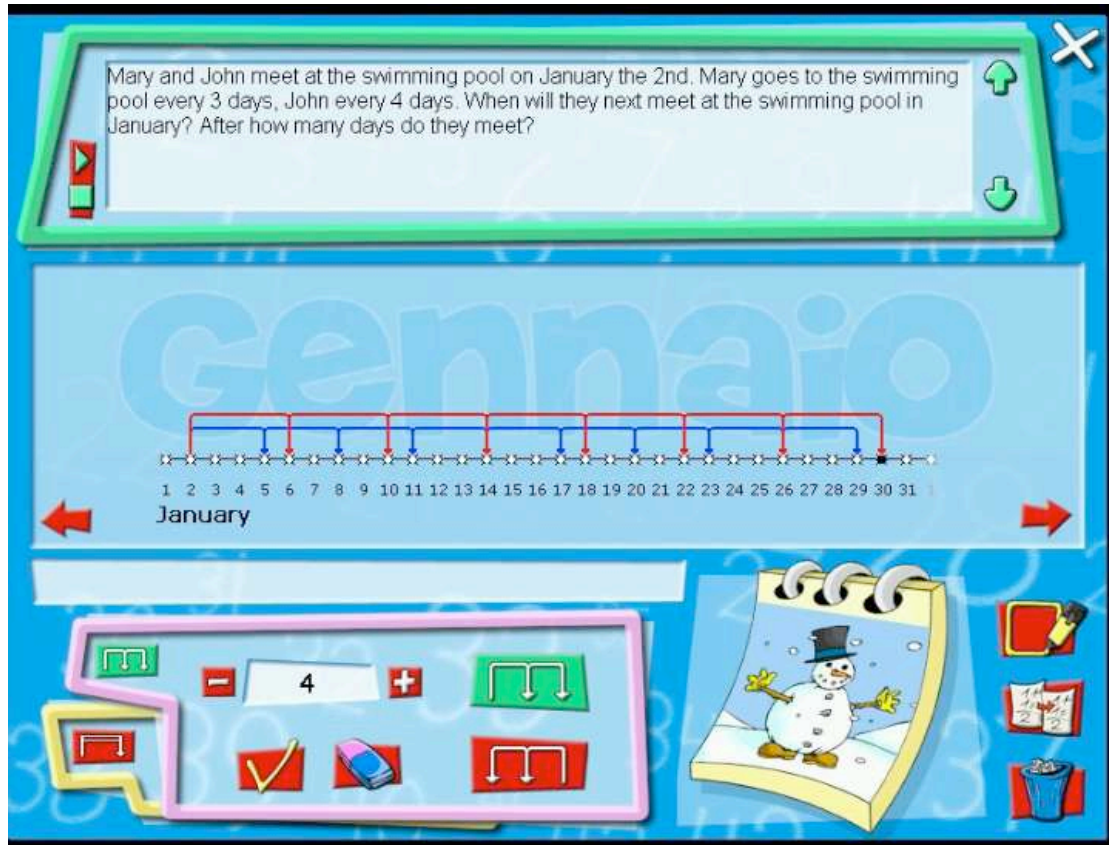 Mary and John meet at the swimming pool on January the 2nd. Mary goes to the swimming
pool every 3 days, John every 4 days. When will they next meet at the swimming pool in
January? After how many days do they meet?
Gennaio
1 2 3 4 5 6 7 8 9 10 11 12 13 14 15 16 17 18 19 20 21 22 23 24 25 26 27 28 29 30 31 1
January
4